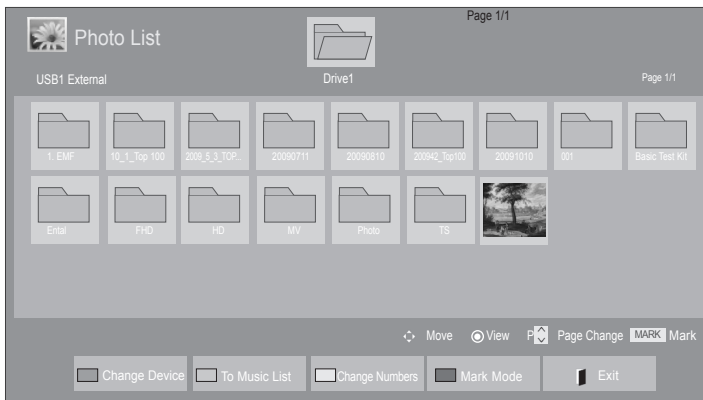 Page 1/1
Photo List
USB1 External
Drive1
Page 1/1
1. EMF
10_1_Top 100
2009_5_3_TOP...
20090711
20090810
200942_Top100
20091010
001
Basic Test Kit
Ental
FHD
HD
MV
Photo
TS
Move
View
P
Page Change
MARK
Mark
Change Device
To Music List
Change Numbers
Mark Mode
Exit